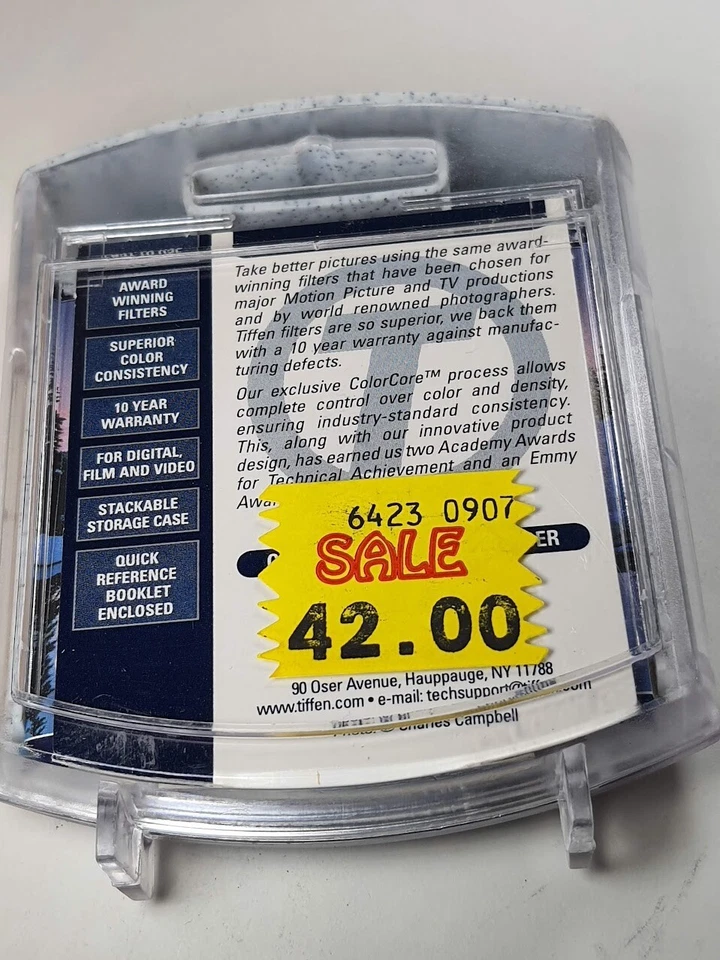 AWARD
WINNING
FILTERS
SUPERIOR
COLOR
CONSISTENCY
10 YEAR
WARRANTY
FOR DIGITAL,
FILM AND VIDEO
STACKABLE
STORAGE CASE
QUICK
REFERENCE
BOOKLET
ENCLOSED
Take better pictures using the same award-
winning filters that have been chosen for
major Motion Picture and TV productions
and by world renowned photographers.
Tiffen filters are so superior, we back them
with a 10 year warranty against manufac-
turing defects.
Our exclusive ColorCore™ process allows
complete control over color and density,
ensuring industry-standard consistency.
This, along with our innovative product
design, has earned us two Academy Awards
for Technical Achievement and an Emmy
6423 0907
SALE
42.00
ER
90 Oser Avenue, Hauppauge, NY 11788
www.tiffen.com • e-mail: techsupport@tiffen.com
Photo: © Charles Campbell